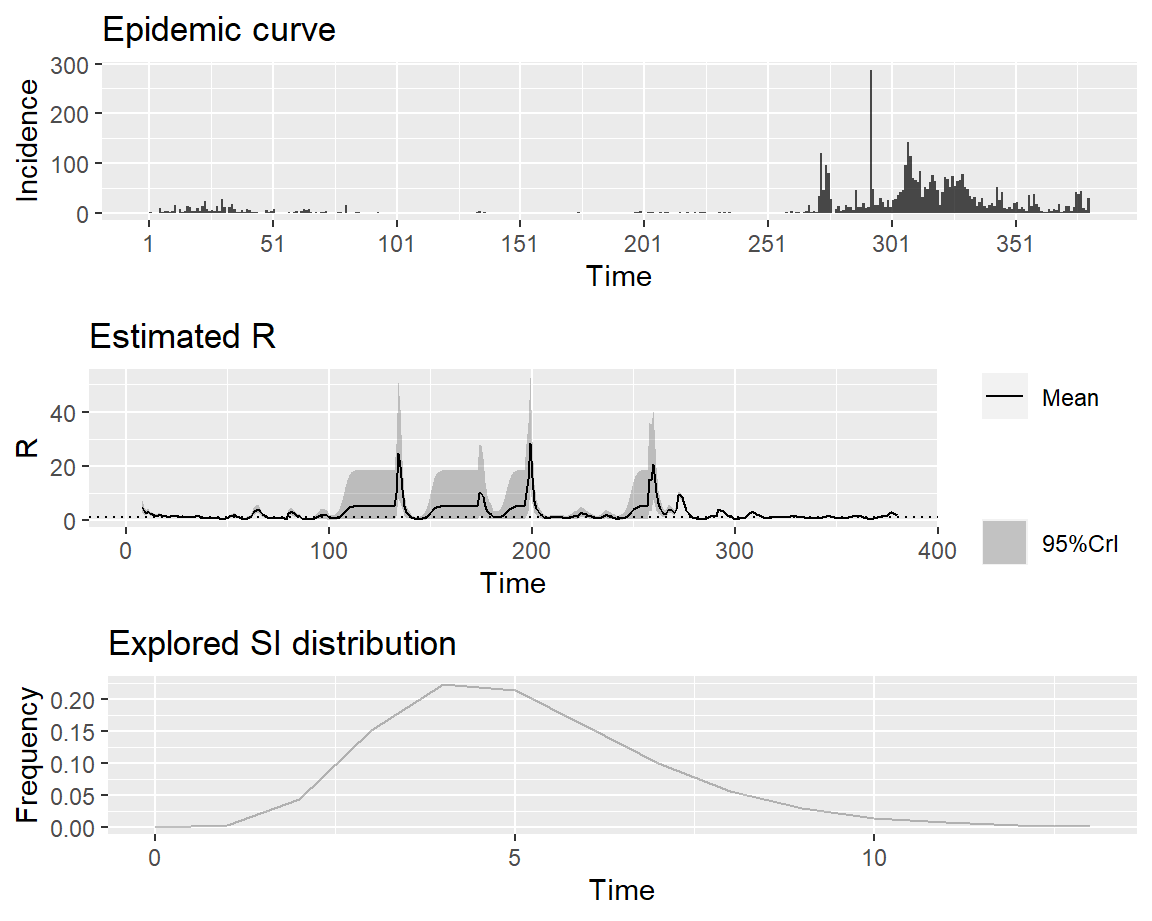 Epidemic curve
300
200
100
0
Incidence
1 51 101 151 201 251 301 351
Time
Estimated R
40
20
0
R
0 100 200 300 400
Time
Mean
95%CrI
Explored SI distribution
0.20
0.15
0.10
0.05
0.00
Frequency
0 5 10
Time